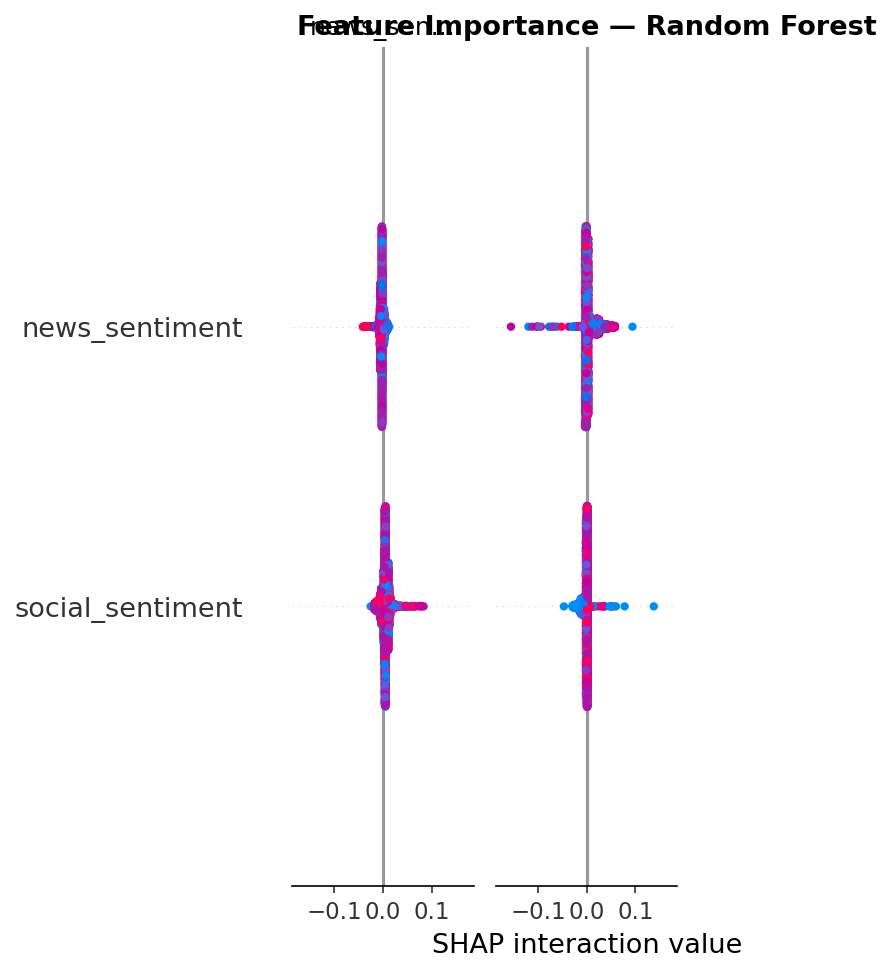 Feature Importance — Random Forest
news_sen...
news_sentiment
social_sentiment
−0.1 0.0 0.1 −0.1 0.0 0.1
SHAP interaction value